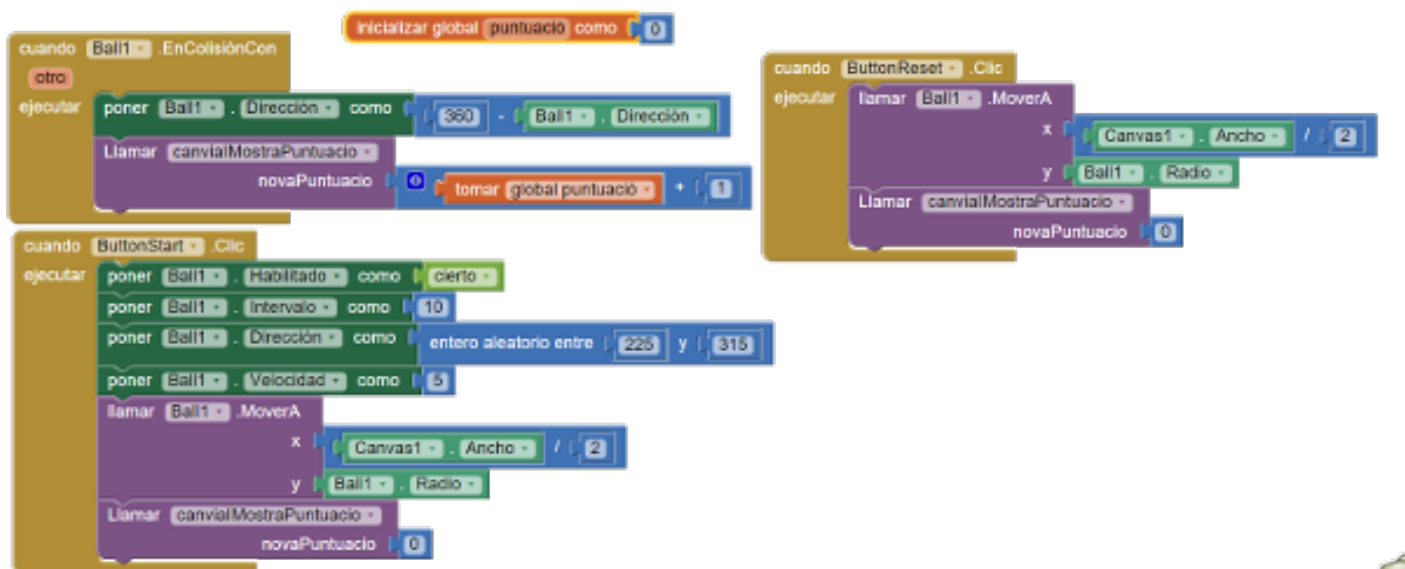 inicializar global puntuació como 0
cuando Ball1 .EnColisiónCon
otro
ejecutar poner Ball1 . Dirección como 360 - Ball1 . Dirección
Llamar canviaIMostraPuntuacio
novaPuntuacio tomar global puntuació + 1
cuando ButtonStart .Clic
ejecutar poner Ball1 . Habilitado como cierto
poner Ball1 . Intervalo como 10
poner Ball1 . Dirección como entero aleatorio entre 225 y 315
poner Ball1 . Velocidad como 5
llamar Ball1 .MoverA
x Canvas1 . Ancho / 2
y Ball1 . Radio
Llamar canviaIMostraPuntuacio
novaPuntuacio 0
cuando ButtonReset .Clic
ejecutar llamar Ball1 .MoverA
x Canvas1 . Ancho / 2
y Ball1 . Radio
Llamar canviaIMostraPuntuacio
novaPuntuacio 0